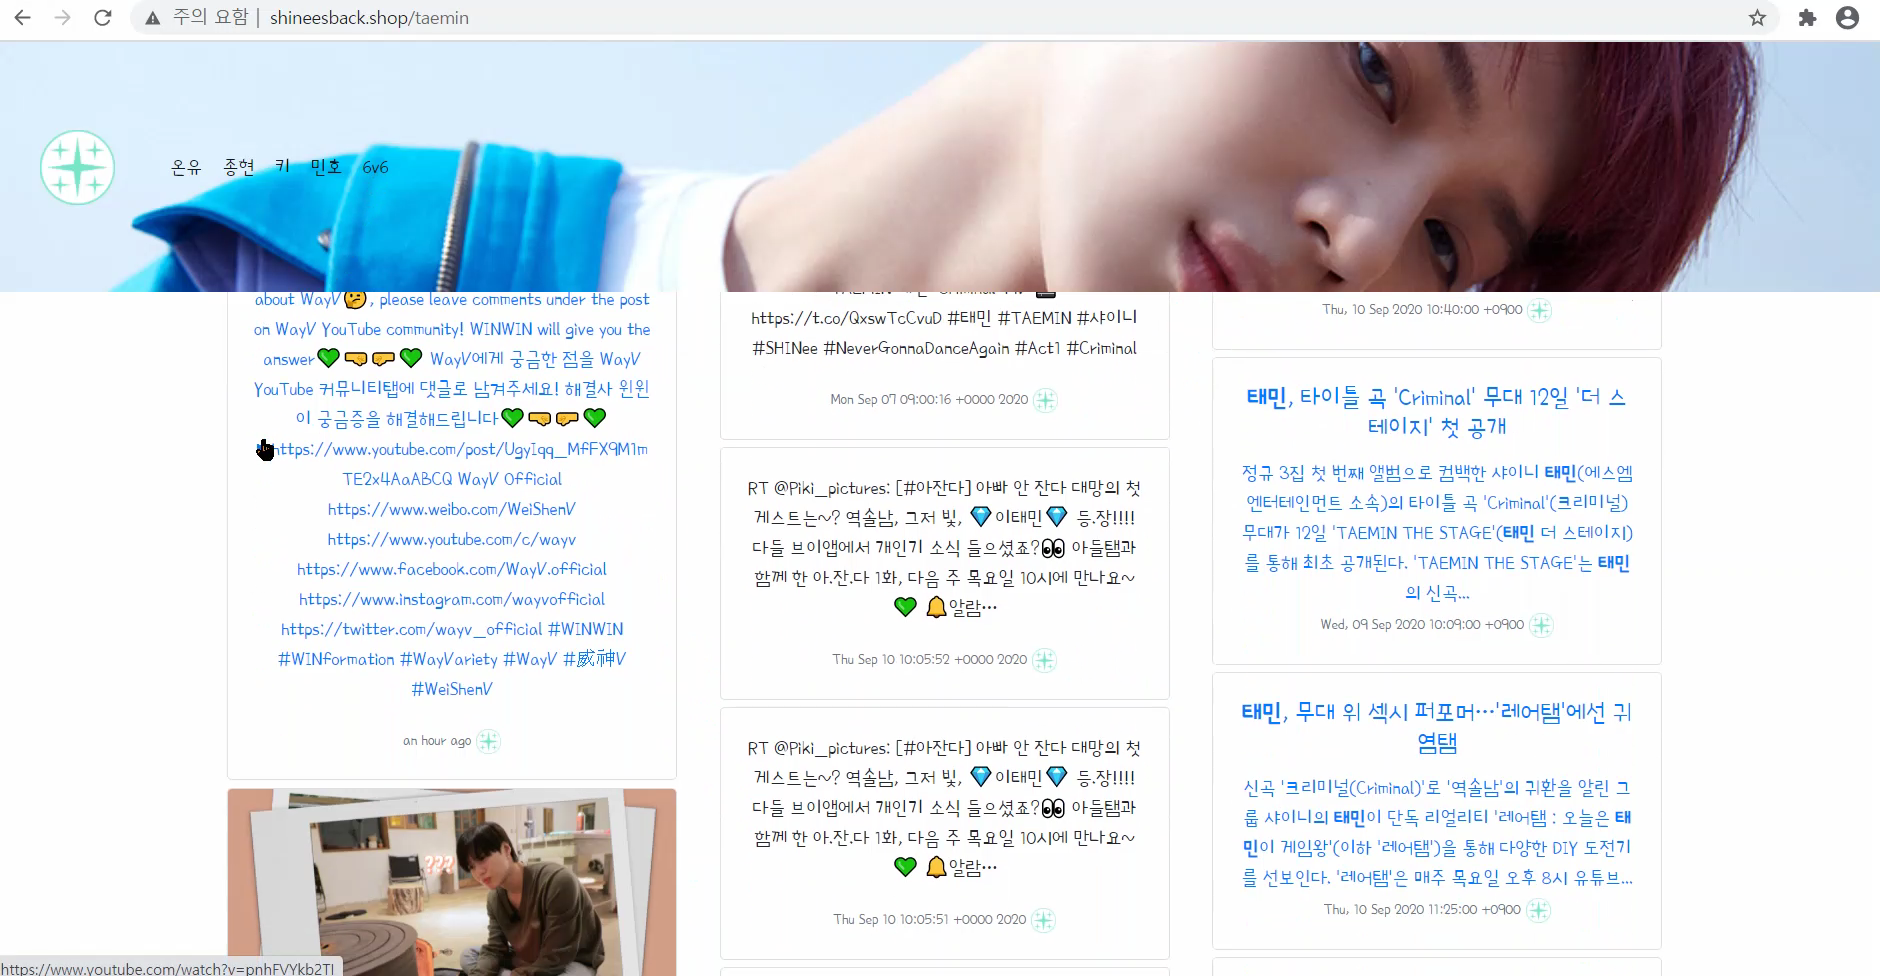 주의 요함 | shineesback.shop/taemin
온유 종현 키 민호 6v6
about WayV🤔, please leave comments under the post
on WayV YouTube community! WINWIN will give you the
answer💚🤜🤛💚 WayV에게 궁금한 점을 WayV
YouTube 커뮤니티탭에 댓글로 남겨주세요! 해결사 윈윈
이 궁금증을 해결해드립니다💚🤜🤛💚
https://www.youtube.com/post/UgyIqq_MfFX9M1m
TE2x4AaABCQ WayV Official
https://www.weibo.com/WeiShenV
https://www.youtube.com/c/wayv
https://www.facebook.com/WayV.official
https://www.instagram.com/wayvofficial
https://twitter.com/wayv_official #WINWIN
#WINformation #WayVariety #WayV #威神V
#WeiShenV
an hour ago
???
https://www.youtube.com/watch?v=pnhFVYkb2TI
https://t.co/QxswTcCvuD #태민 #TAEMIN #샤이니
#SHINee #NeverGonnaDanceAgain #Act1 #Criminal
Mon Sep 07 09:00:16 +0000 2020
RT @Piki_pictures: [#아잔다] 아빠 안 잔다 대망의 첫
게스트는~? 역솔남, 그저 빛, 💎이태민💎 등.장!!!!
다들 브이앱에서 개인기 소식 들으셨죠?👀 아들탬과
함께 한 아.잔.다 1화, 다음 주 목요일 10시에 만나요~
💚 🔔알람…
Thu Sep 10 10:05:52 +0000 2020
RT @Piki_pictures: [#아잔다] 아빠 안 잔다 대망의 첫
게스트는~? 역솔남, 그저 빛, 💎이태민💎 등.장!!!!
다들 브이앱에서 개인기 소식 들으셨죠?👀 아들탬과
함께 한 아.잔.다 1화, 다음 주 목요일 10시에 만나요~
💚 🔔알람…
Thu Sep 10 10:05:51 +0000 2020
Thu, 10 Sep 2020 10:40:00 +0900
태민, 타이틀 곡 'Criminal' 무대 12일 '더 스
테이지' 첫 공개
정규 3집 첫 번째 앨범으로 컴백한 샤이니 태민(에스엠
엔터테인먼트 소속)의 타이틀 곡 'Criminal'(크리미널)
무대가 12일 'TAEMIN THE STAGE'(태민 더 스테이지)
를 통해 최초 공개된다. 'TAEMIN THE STAGE'는 태민
의 신곡...
Wed, 09 Sep 2020 10:09:00 +0900
태민, 무대 위 섹시 퍼포머…'레어탬'에선 귀
염탬
신곡 '크리미널(Criminal)'로 '역솔남'의 귀환을 알린 그
룹 샤이니의 태민이 단독 리얼리티 '레어탬 : 오늘은 태
민이 게임왕'(이하 '레어탬')을 통해 다양한 DIY 도전기
를 선보인다. '레어탬'은 매주 목요일 오후 8시 유튜브...
Thu, 10 Sep 2020 11:25:00 +0900